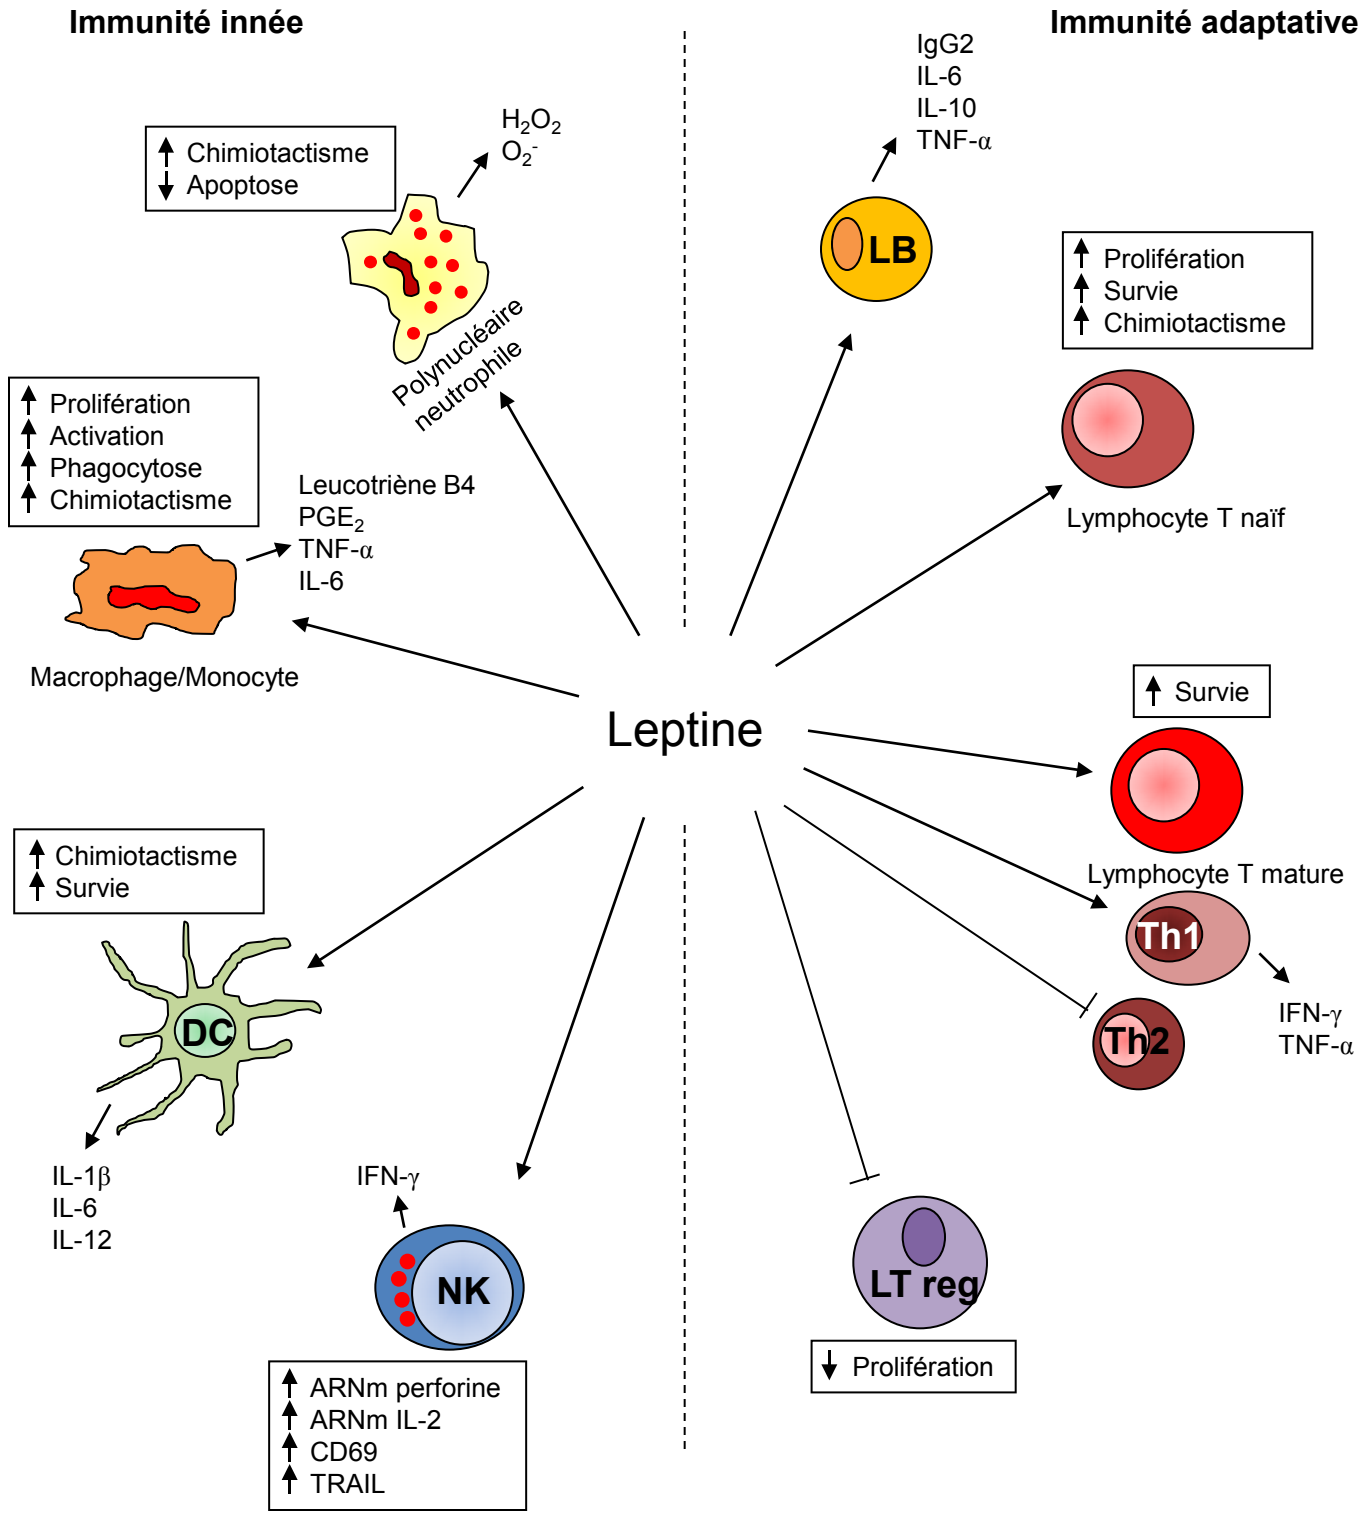 Immunité innée
Immunité adaptative
H₂O₂
O₂⁻
Chimiotactisme
Apoptose
Polynucléaire
neutrophile
Prolifération
Activation
Phagocytose
Chimiotactisme
Leucotriène B4
PGE₂
TNF-α
IL-6
Macrophage/Monocyte
IgG2
IL-6
IL-10
TNF-α
LB
Prolifération
Survie
Chimiotactisme
Lymphocyte T naïf
Leptine
Survie
Lymphocyte T mature
Th1
IFN-γ
TNF-α
Th2
Chimiotactisme
Survie
DC
IL-1β
IL-6
IL-12
IFN-γ
NK
ARNm perforine
ARNm IL-2
CD69
TRAIL
LT reg
Prolifération